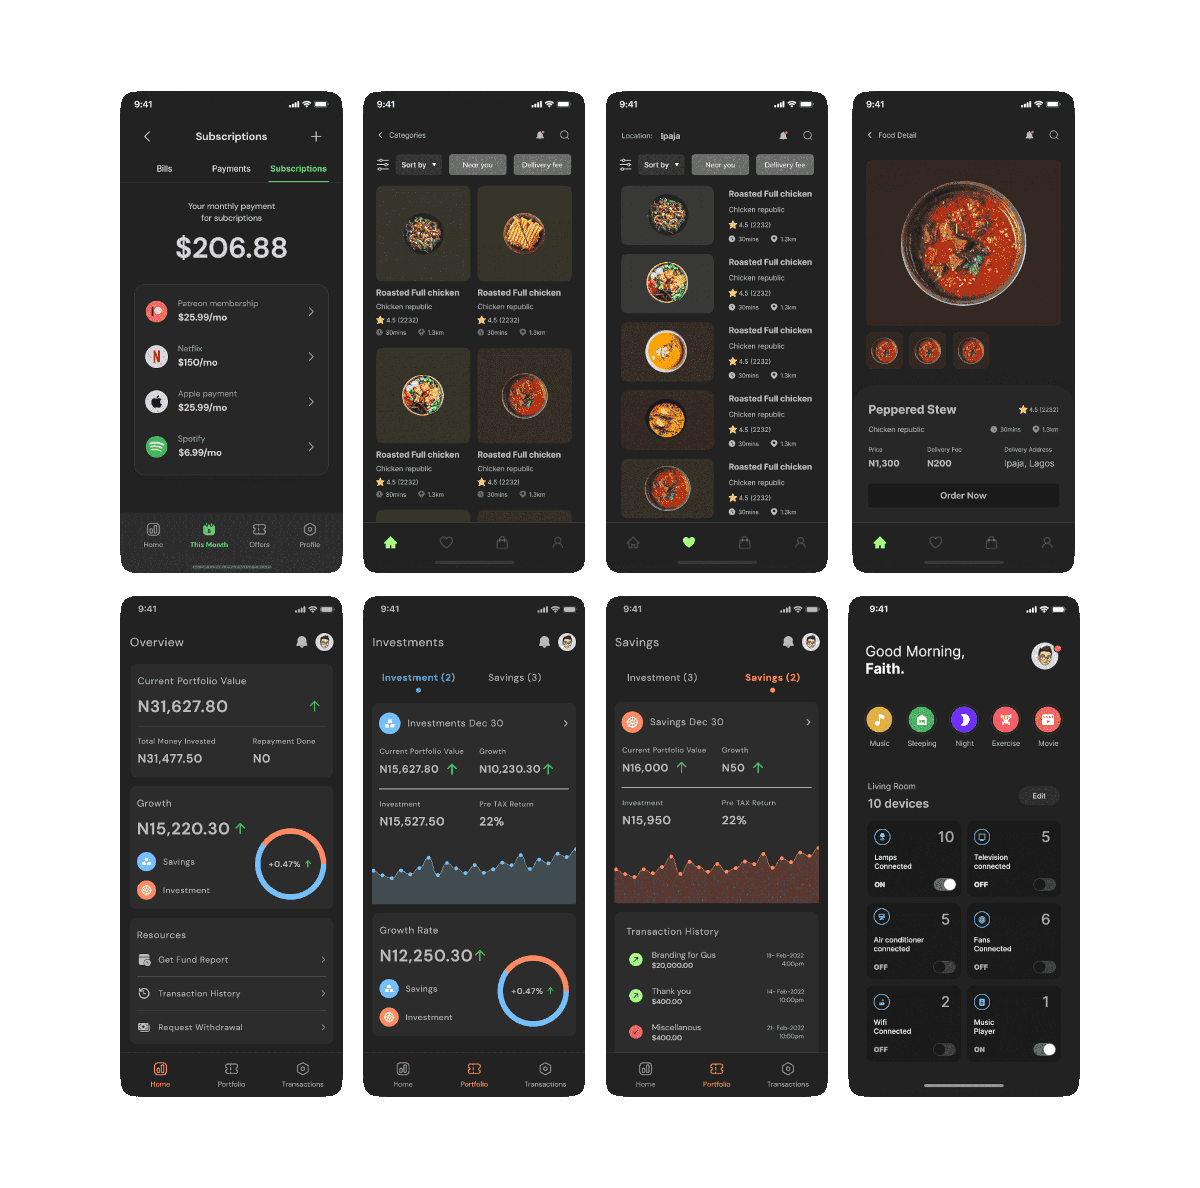 9:41
Subscriptions
Bills Payments Subscriptions
Your monthly payment
for subcriptions
$206.88
Patreon membership
$25.99/mo
Netflix
$150/mo
Apple payment
$25.99/mo
Spotify
$6.99/mo
Home This Month Offers Profile
9:41
Categories
Sort by Near you Dellivery fee
Roasted Full chicken
Chicken republic
4.5 (2232)
30mins 1.3km
Roasted Full chicken
Chicken republic
4.5 (2232)
30mins 1.3km
Roasted Full chicken
Chicken republic
4.5 (2232)
30mins 1.3km
Roasted Full chicken
Chicken republic
4.5 (2232)
30mins 1.3km
9:41
Location: Ipaja
Sort by Near you Dellivery fee
Roasted Full chicken
Chicken republic
4.5 (2232)
30mins 1.3km
Roasted Full chicken
Chicken republic
4.5 (2232)
30mins 1.3km
Roasted Full chicken
Chicken republic
4.5 (2232)
30mins 1.3km
Roasted Full chicken
Chicken republic
4.5 (2232)
30mins 1.3km
Roasted Full chicken
Chicken republic
4.5 (2232)
30mins 1.3km
9:41
Food Detail
Peppered Stew 4.5 (2232)
Chicken republic 30mins 1.3km
Price Delivery Fee Delivery Address
N1,300 N200 Ipaja, Lagos
Order Now
9:41
Overview
Current Portfolio Value
N31,627.80
Total Money Invested Repayment Done
N31,477.50 N0
Growth
N15,220.30
Savings
Investment
+0.47%
Resources
Get Fund Report
Transaction History
Request Withdrawal
Home Portfolio Transactions
9:41
Investments
Investment (2) Savings (3)
Investments Dec 30
Current Portfolio Value Growth
N15,627.80 N10,230.30
Investment Pre TAX Return
N15,527.50 22%
Growth Rate
N12,250.30
Savings
Investment
+0.47%
Home Portfolio Transactions
9:41
Savings
Investment (3) Savings (2)
Savings Dec 30
Current Portfolio Value Growth
N16,000 N50
Investment Pre TAX Return
N15,950 22%
Transaction History
Branding for Gus 18- Feb-2022
$20,000.00 4:00pm
Thank you 14- Feb-2022
$400.00 10:00pm
Miscellanous 21- Feb-2022
$400.00 10:00pm
Home Portfolio Transactions
9:41
Good Morning,
Faith.
Music Sleeping Night Exercise Movie
Living Room
10 devices
Edit
10
Lamps
Connected
ON
5
Television
connected
OFF
5
Air conditioner
connected
OFF
6
Fans
Connected
OFF
2
Wifi
Connected
OFF
1
Music
Player
ON